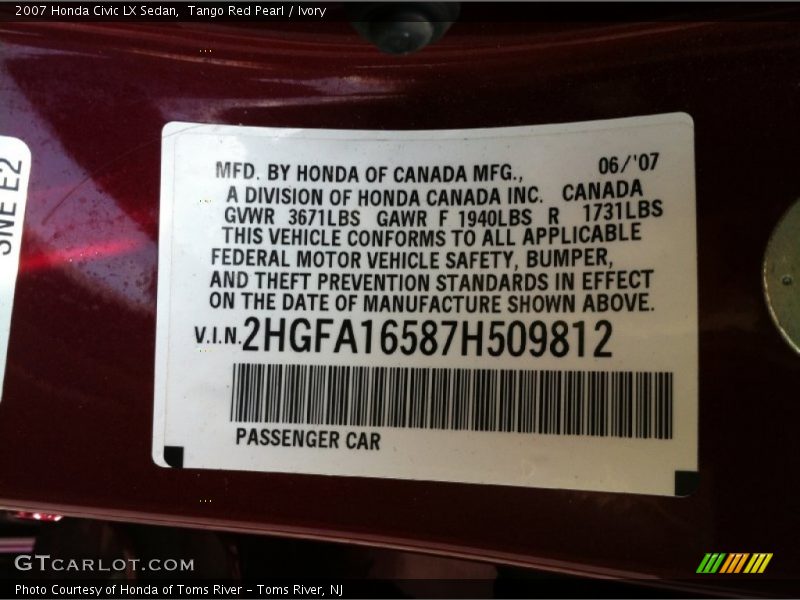 2007 Honda Civic LX Sedan,  Tango Red Pearl / Ivory
SNE E2
MFD. BY HONDA OF CANADA MFG., 06/'07
A DIVISION OF HONDA CANADA INC. CANADA
GVWR 3671LBS GAWR F 1940LBS R 1731LBS
THIS VEHICLE CONFORMS TO ALL APPLICABLE
FEDERAL MOTOR VEHICLE SAFETY, BUMPER,
AND THEFT PREVENTION STANDARDS IN EFFECT
ON THE DATE OF MANUFACTURE SHOWN ABOVE.
V.I.N.2HGFA16587H509812
PASSENGER CAR
GTCARLOT.COM
Photo Courtesy of Honda of Toms River - Toms River, NJ